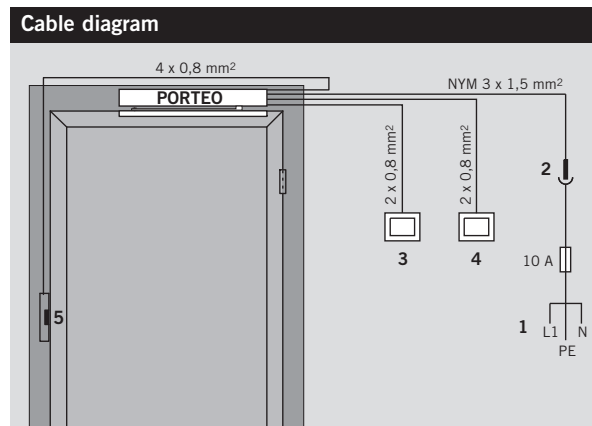 Cable diagram
4 x 0,8 mm²
NYM 3 x 1,5 mm²
PORTEO
2 x 0,8 mm²
2 x 0,8 mm²
2
3
4
10 A
5
1
L1
N
PE